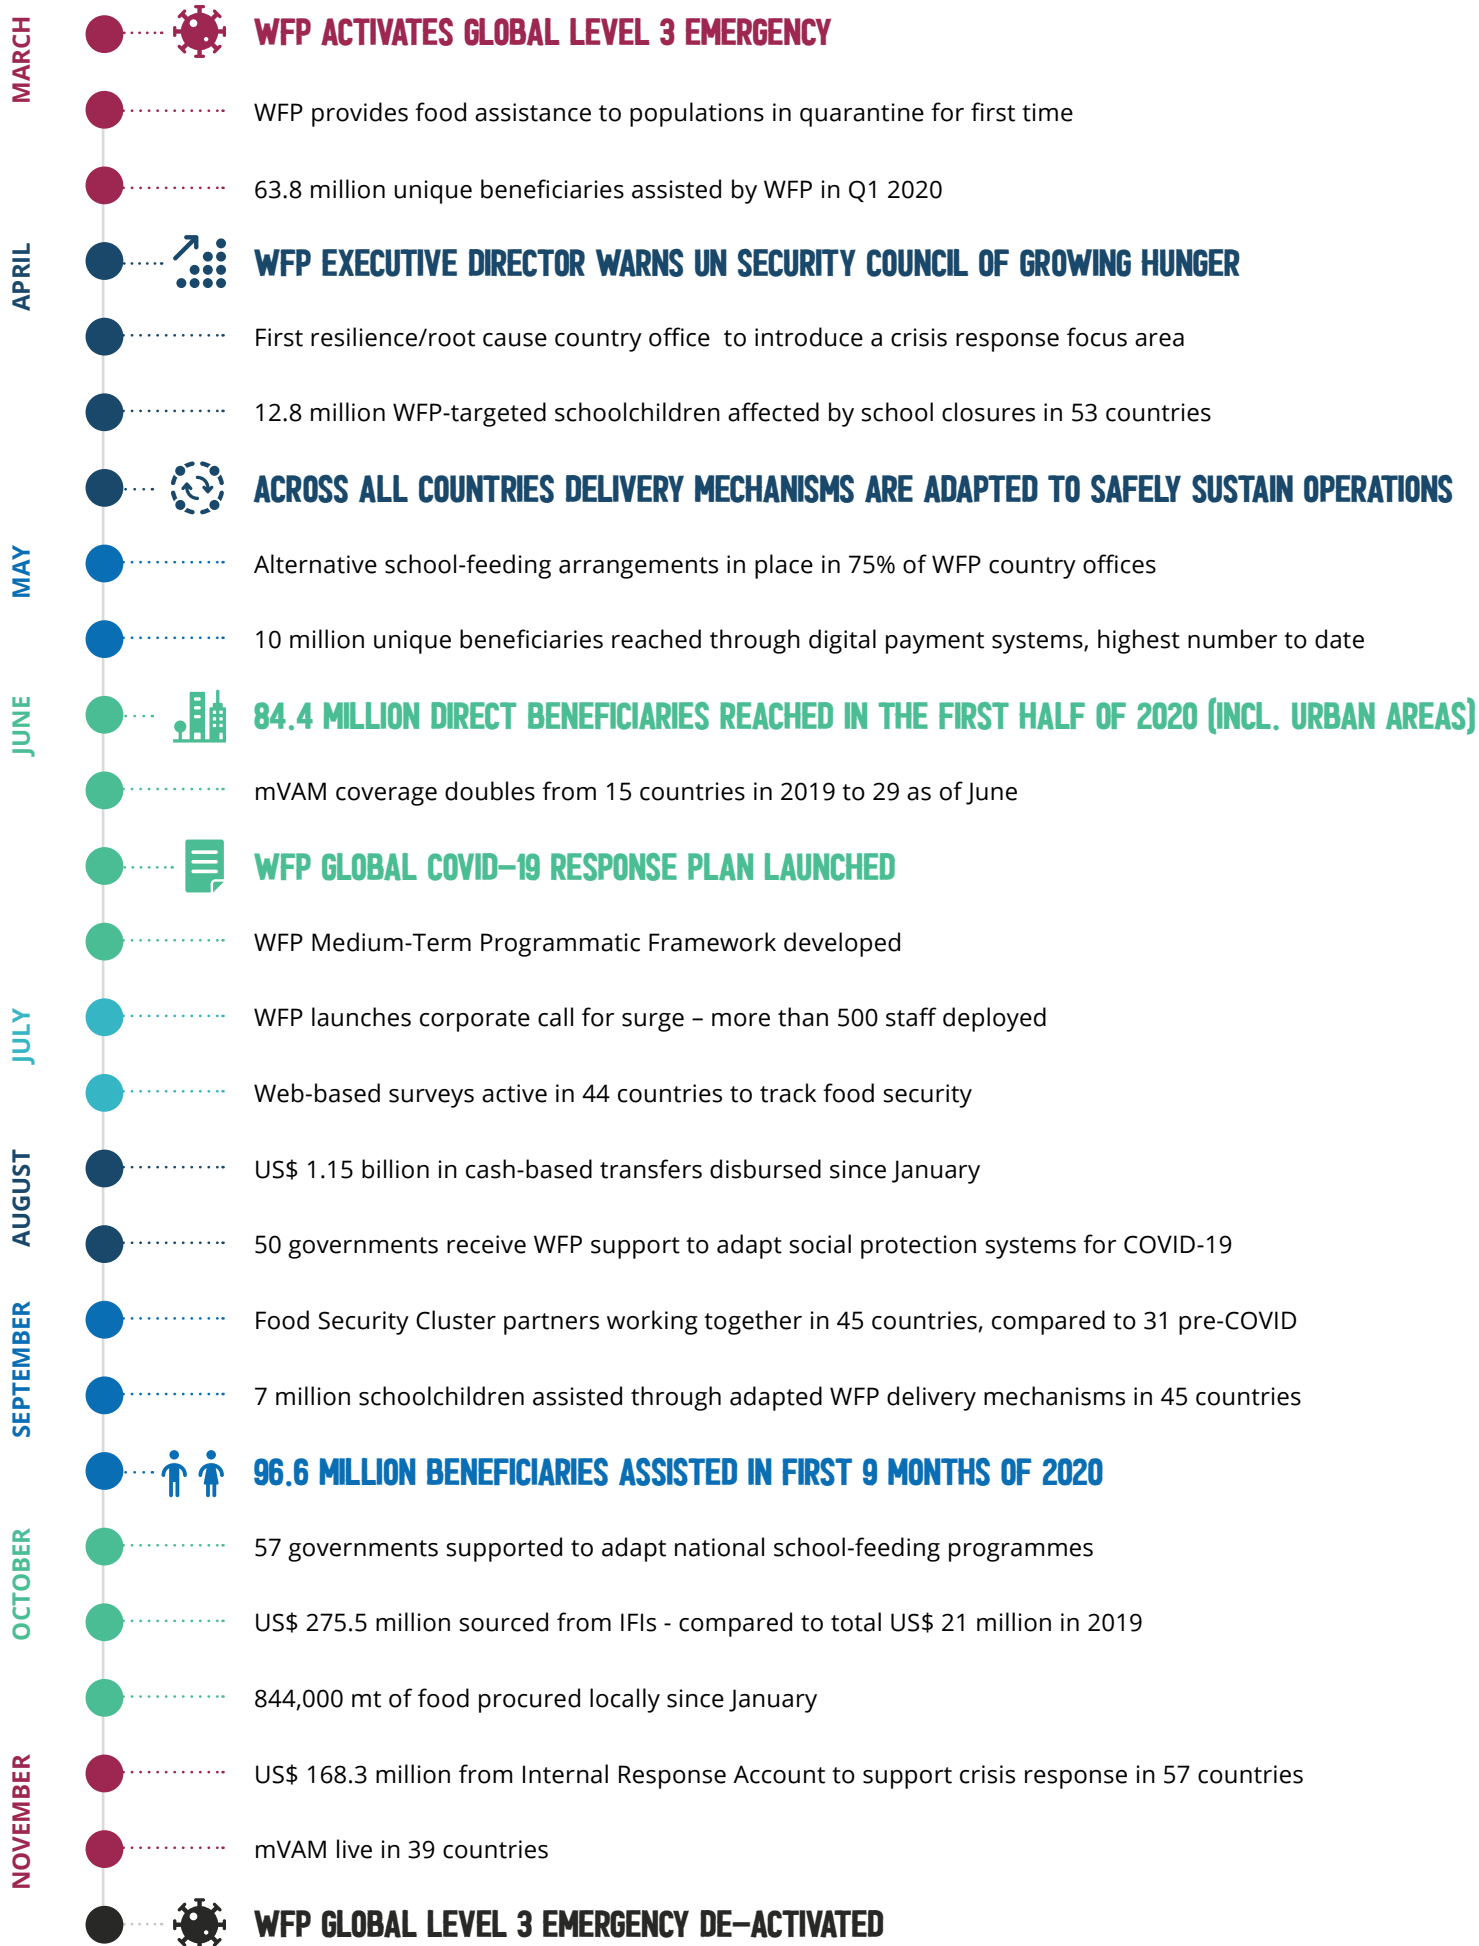 MARCH
WFP ACTIVATES GLOBAL LEVEL 3 EMERGENCY
WFP provides food assistance to populations in quarantine for first time
63.8 million unique beneficiaries assisted by WFP in Q1 2020
APRIL
WFP EXECUTIVE DIRECTOR WARNS UN SECURITY COUNCIL OF GROWING HUNGER
First resilience/root cause country office  to introduce a crisis response focus area
12.8 million WFP-targeted schoolchildren affected by school closures in 53 countries
ACROSS ALL COUNTRIES DELIVERY MECHANISMS ARE ADAPTED TO SAFELY SUSTAIN OPERATIONS
MAY
Alternative school-feeding arrangements in place in 75% of WFP country offices
10 million unique beneficiaries reached through digital payment systems, highest number to date
JUNE
84.4 MILLION DIRECT BENEFICIARIES REACHED IN THE FIRST HALF OF 2020 (INCL. URBAN AREAS)
mVAM coverage doubles from 15 countries in 2019 to 29 as of June
WFP GLOBAL COVID–19 RESPONSE PLAN LAUNCHED
WFP Medium-Term Programmatic Framework developed
JULY
WFP launches corporate call for surge – more than 500 staff deployed
Web-based surveys active in 44 countries to track food security
AUGUST
US$ 1.15 billion in cash-based transfers disbursed since January
50 governments receive WFP support to adapt social protection systems for COVID-19
SEPTEMBER
Food Security Cluster partners working together in 45 countries, compared to 31 pre-COVID
7 million schoolchildren assisted through adapted WFP delivery mechanisms in 45 countries
96.6 MILLION BENEFICIARIES ASSISTED IN FIRST 9 MONTHS OF 2020
OCTOBER
57 governments supported to adapt national school-feeding programmes
US$ 275.5 million sourced from IFIs - compared to total US$ 21 million in 2019
844,000 mt of food procured locally since January
NOVEMBER
US$ 168.3 million from Internal Response Account to support crisis response in 57 countries
mVAM live in 39 countries
WFP GLOBAL LEVEL 3 EMERGENCY DE–ACTIVATED